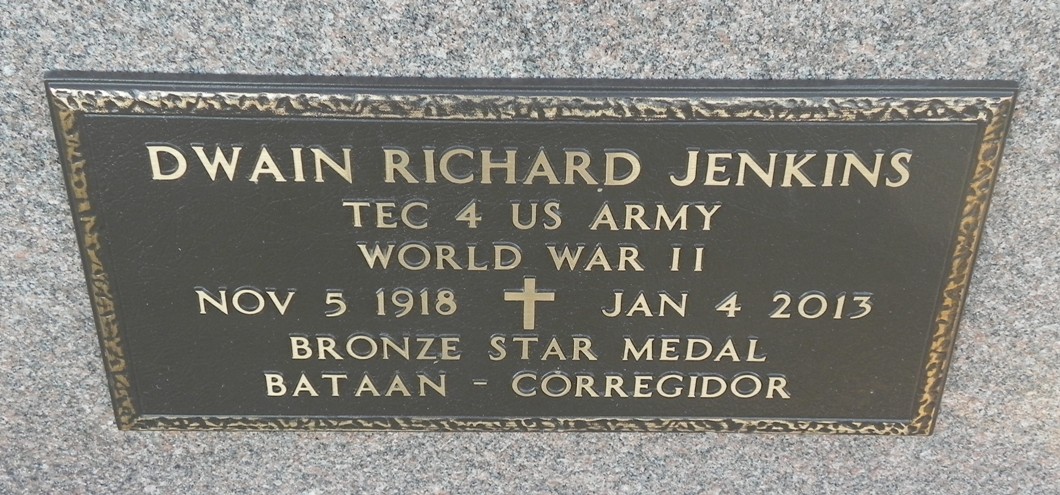 DWAIN RICHARD JENKINS
TEC 4 US ARMY
WORLD WAR II
NOV 5 1918 JAN 4 2013
BRONZE STAR MEDAL
BATAAN - CORREGIDOR